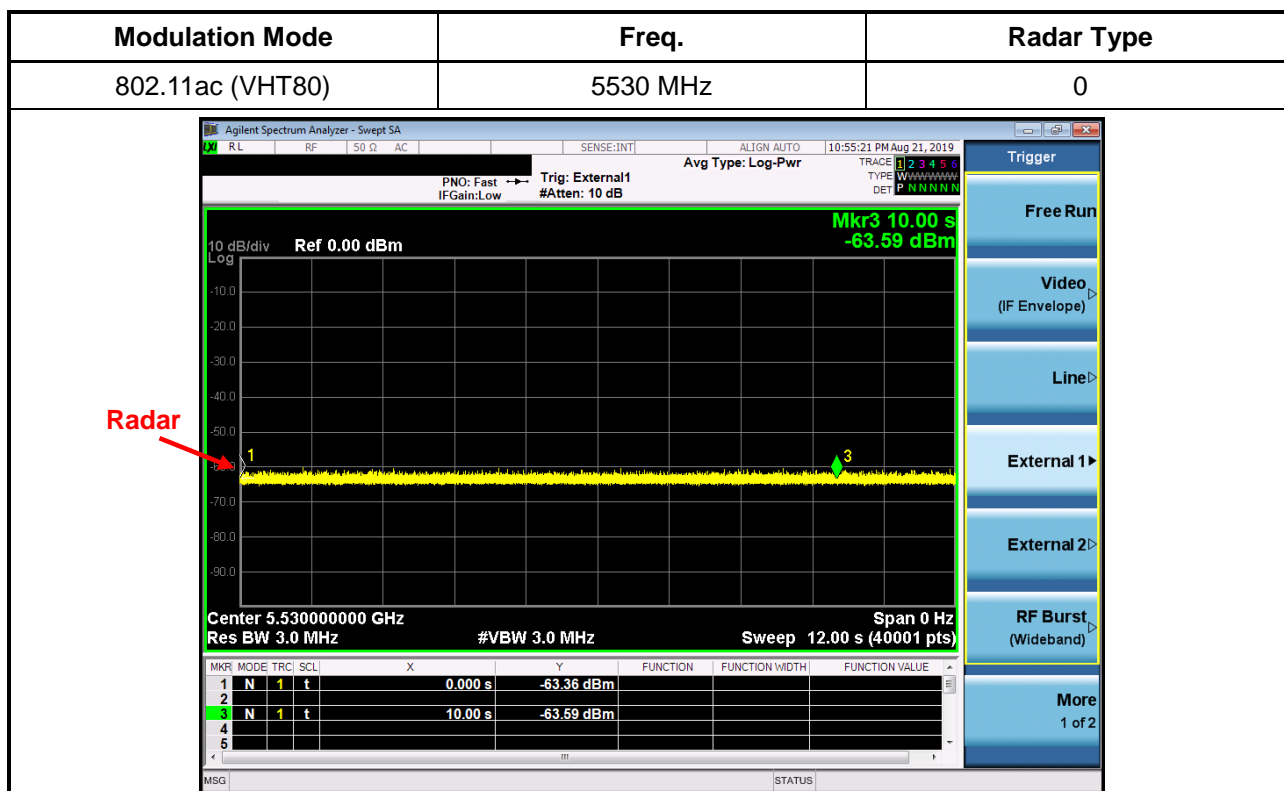 Modulation Mode Freq. Radar Type
802.11ac (VHT80) 5530 MHz 0
Agilent Spectrum Analyzer - Swept SA
LXI RL RF 50 Ω AC SENSE:INT ALIGN AUTO 10:55:21 PM Aug 21, 2019
PNO: Fast Trig: External1 Avg Type: Log-Pwr TRACE 1 2 3 4 5 6
IFGain:Low #Atten: 10 dB TYPE WWWWWW
DET P N N N N N
Mkr3 10.00 s
-63.59 dBm
10 dB/div Ref 0.00 dBm
Log
-10.0
-20.0
-30.0
-40.0
-50.0
-70.0
-80.0
-90.0
Radar
1
3
Center 5.530000000 GHz Span 0 Hz
Res BW 3.0 MHz #VBW 3.0 MHz Sweep 12.00 s (40001 pts)
MKR MODE TRC SCL X Y FUNCTION FUNCTION WIDTH FUNCTION VALUE
1 N 1 t 0.000 s -63.36 dBm
2
3 N 1 t 10.00 s -63.59 dBm
4
5
MSG STATUS
Trigger
Free Run
Video
(IF Envelope)
Line
External 1
External 2
RF Burst
(Wideband)
More
1 of 2